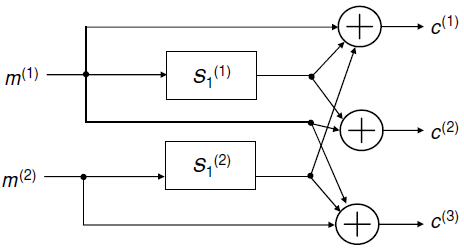 c(1)
m(1)
S1(1)
c(2)
S1(2)
m(2)
c(3)